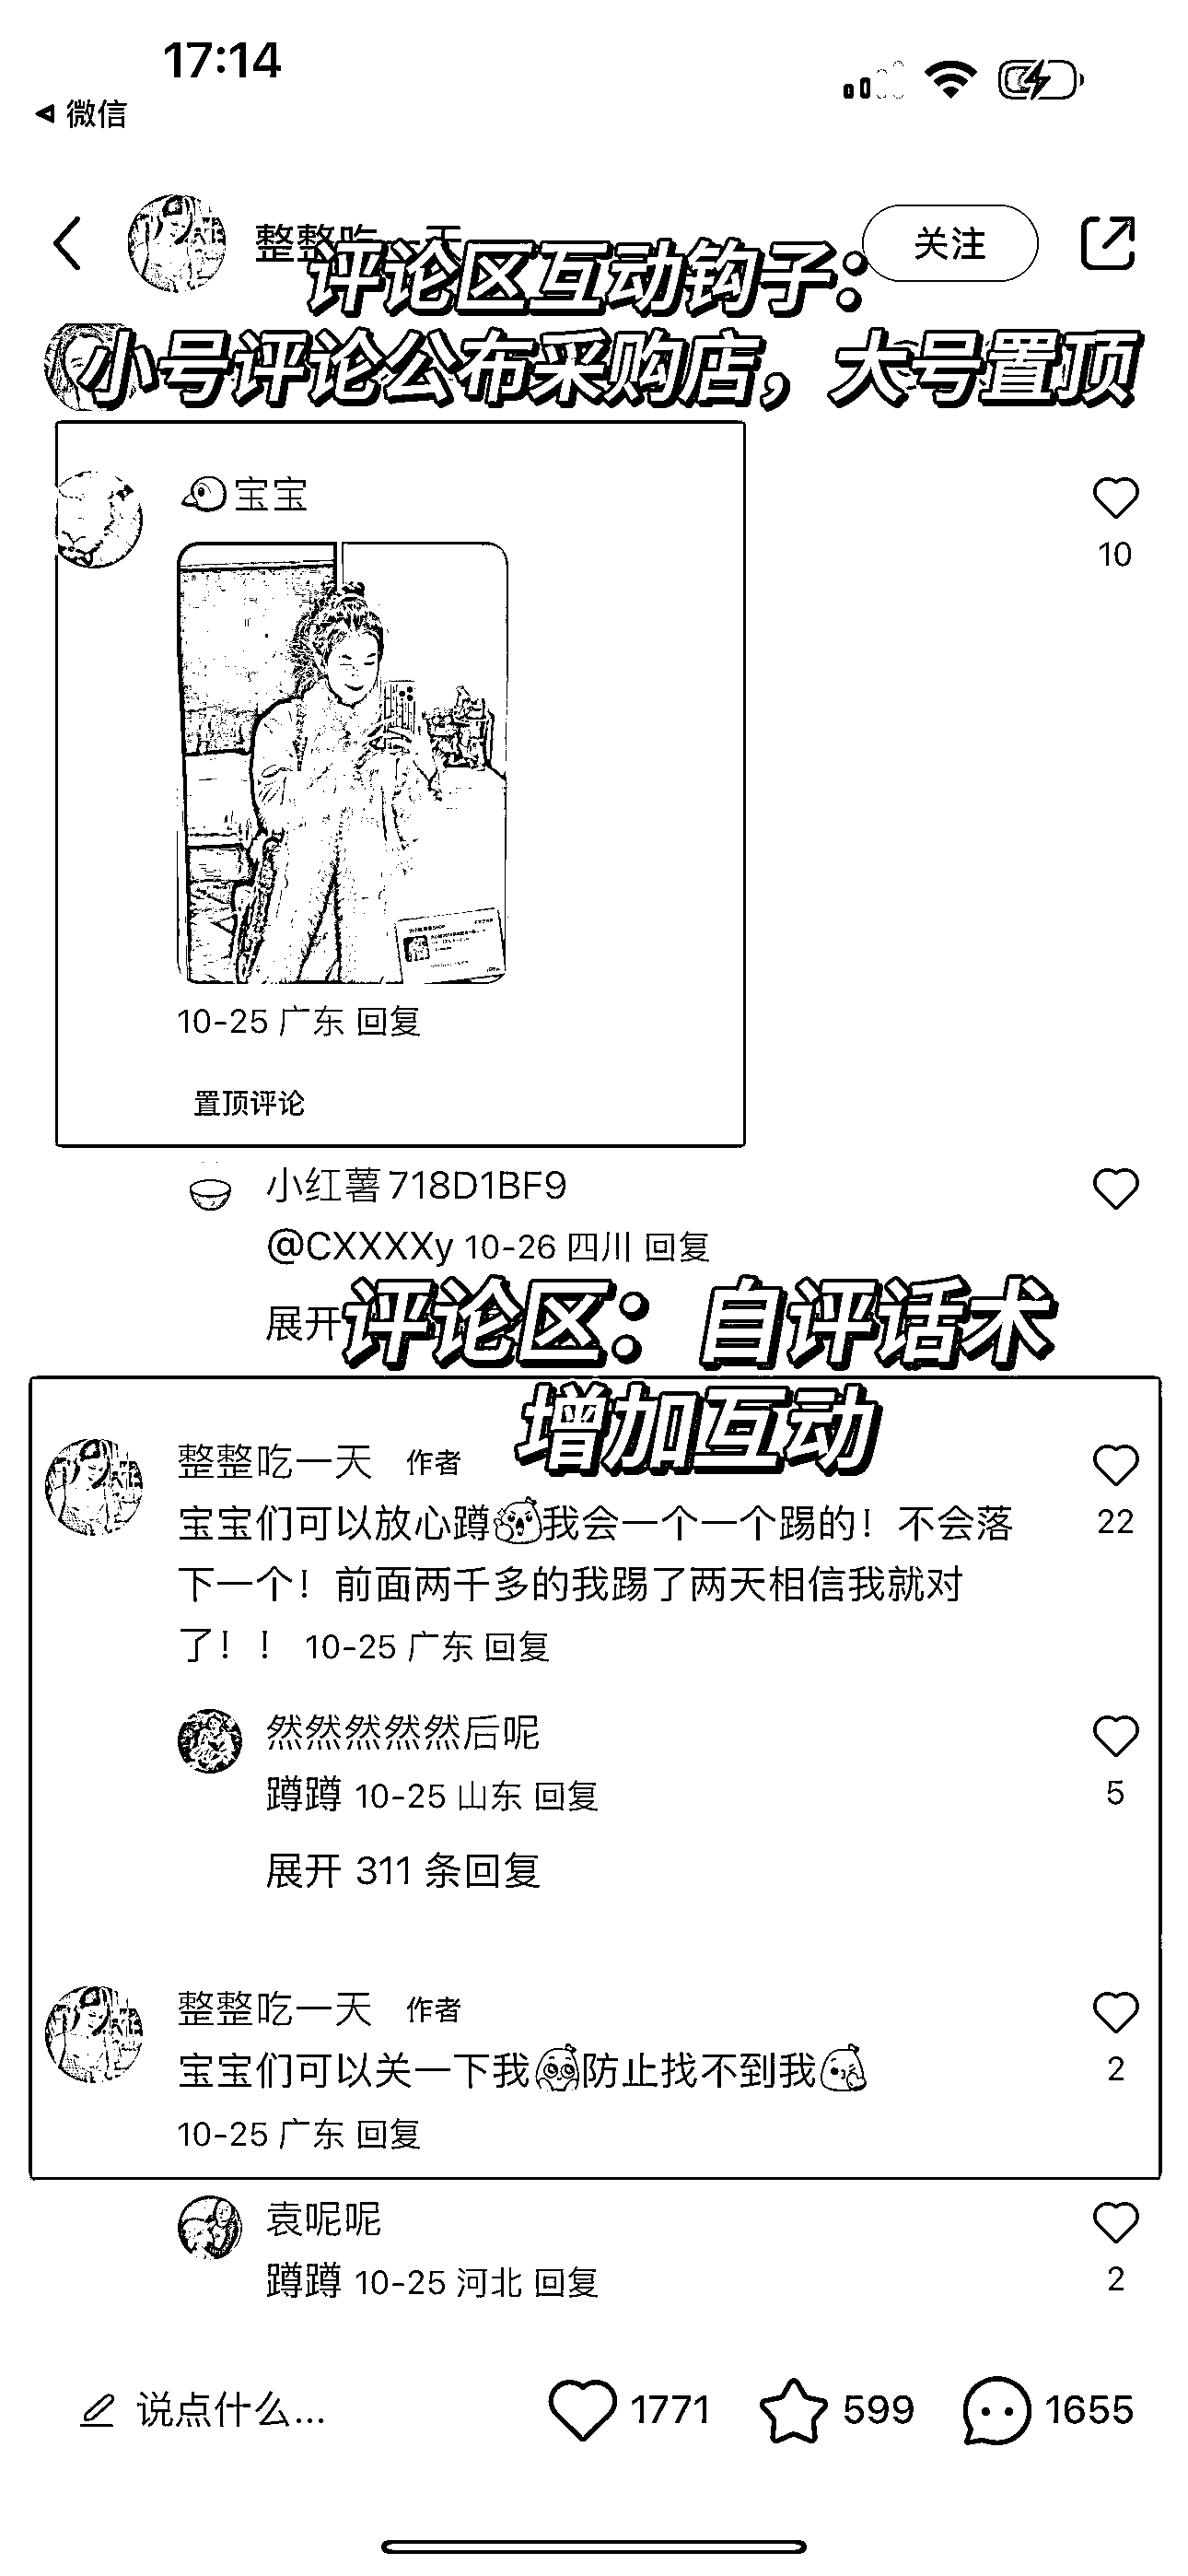 17:14
微信
整整吃一天
关注
评论区互动钩子：
小号评论公布采购店，大号置顶
宝宝
10
10-25 广东 回复
置顶评论
小红薯718D1BF9
@CXXXXy 10-26 四川 回复
展开
评论区：自评话术
增加互动
整整吃一天 作者
宝宝们可以放心蹲我会一个一个踢的！不会落
22
下一个！前面两千多的我踢了两天相信我就对
了！！ 10-25 广东 回复
然然然然然后呢
蹲蹲 10-25 山东 回复
5
展开 311 条回复
整整吃一天 作者
宝宝们可以关一下我防止找不到我
2
10-25 广东 回复
袁呢呢
蹲蹲 10-25 河北 回复
2
说点什么...
1771
599
1655